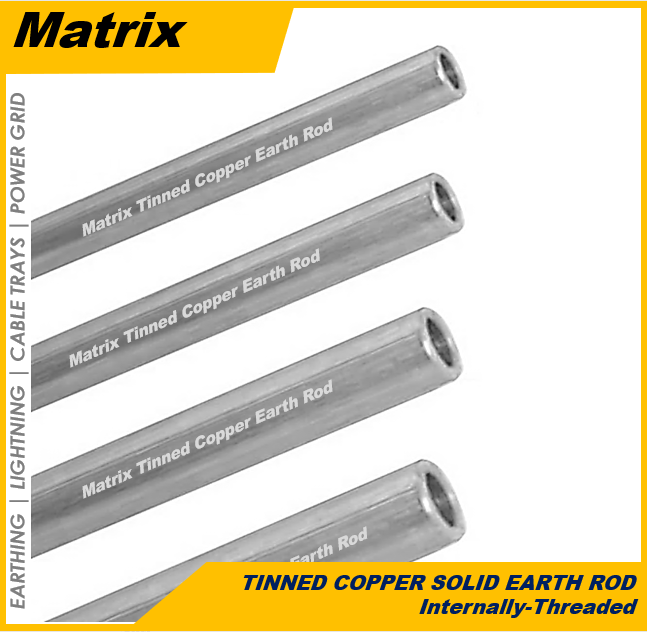 Matrix
EARTHING | LIGHTNING | CABLE TRAYS | POWER GRID
Matrix Tinned Copper Earth Rod
Matrix Tinned Copper Earth Rod
Matrix Tinned Copper Earth Rod
Earth Rod
TINNED COPPER SOLID EARTH ROD
Internally-Threaded